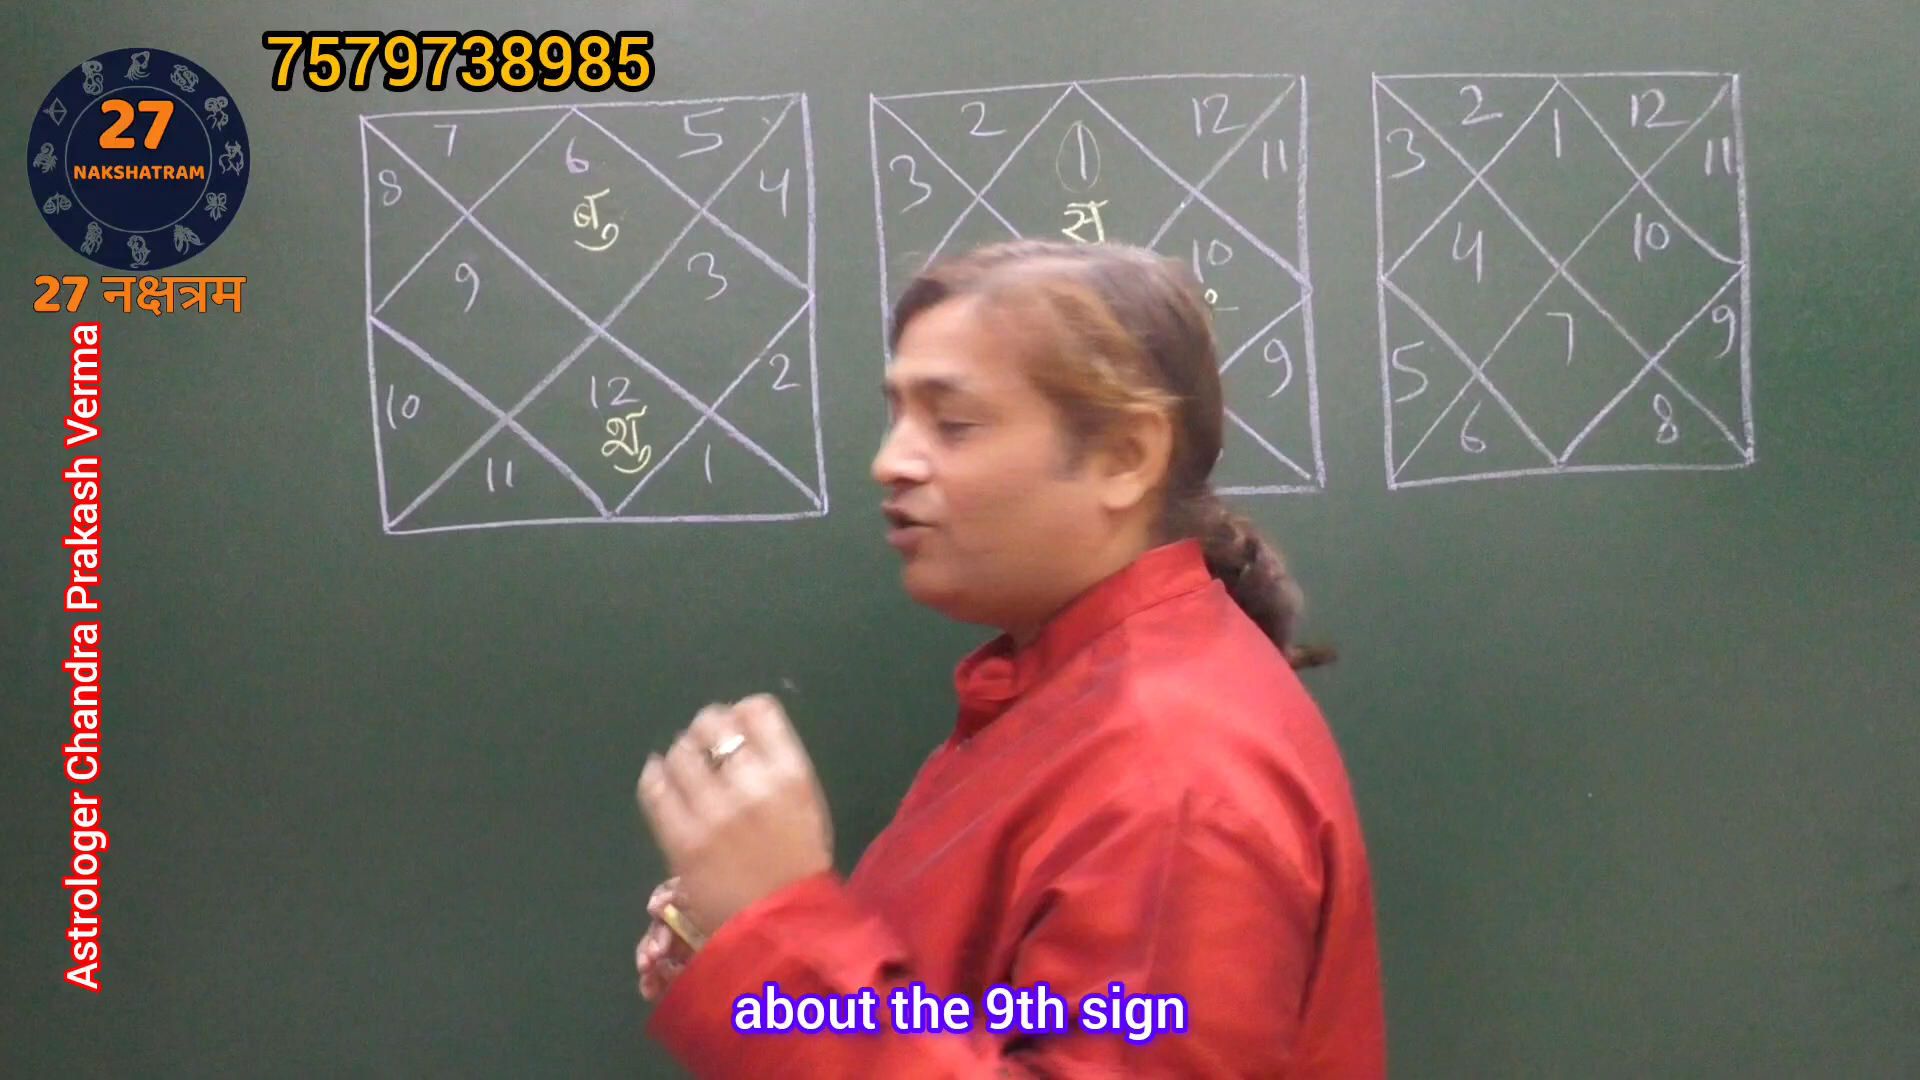 7579738985
27
NAKSHATRAM
27 नक्षत्रम
Astrologer Chandra Prakash Verma
7 6 5
8 बु 4
9 3
10 12 2
शु
11 1
2 1 12
3 11
स
10
9
2 1 12
3 11
4 10
7
5 9
6 8
about the 9th sign